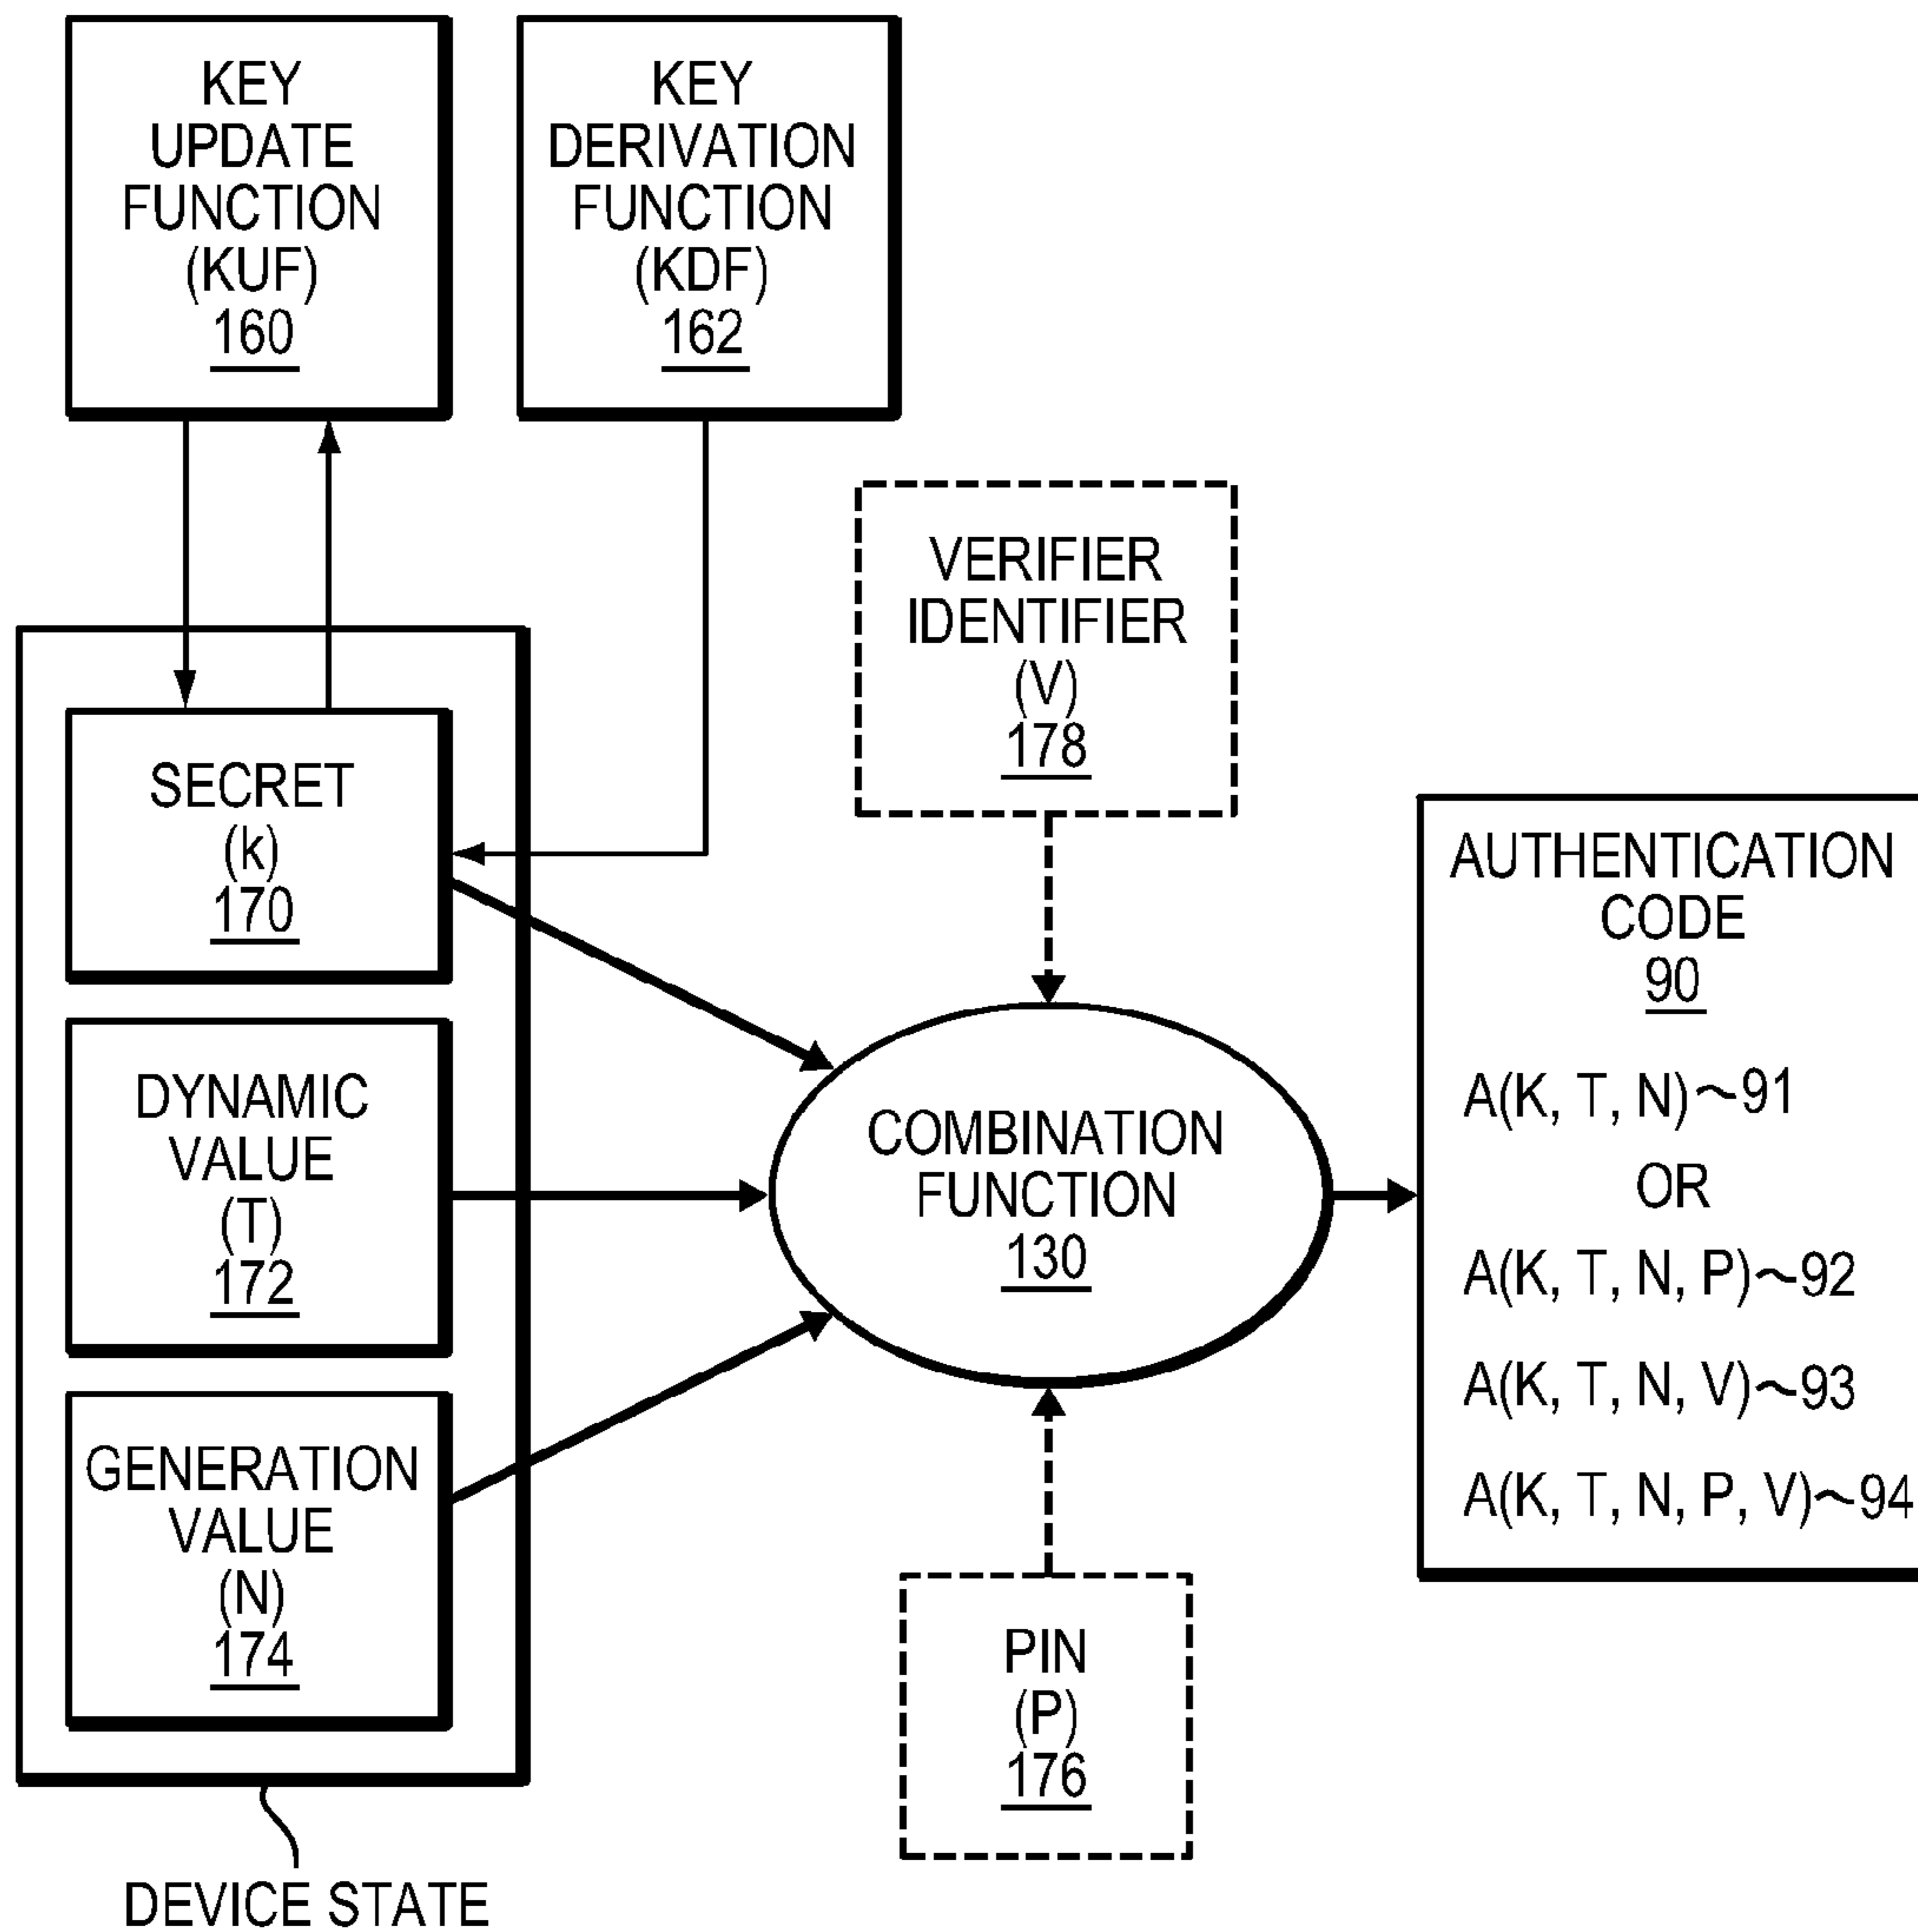 KEY
UPDATE
FUNCTION
(KUF)
160
KEY
DERIVATION
FUNCTION
(KDF)
162
VERIFIER
IDENTIFIER
(V)
178
SECRET
(k)
170
DYNAMIC
VALUE
(T)
172
GENERATION
VALUE
(N)
174
DEVICE STATE
COMBINATION
FUNCTION
130
PIN
(P)
176
AUTHENTICATION
CODE
90
A(K, T, N)~91
OR
A(K, T, N, P)~92
A(K, T, N, V)~93
A(K, T, N, P, V)~94